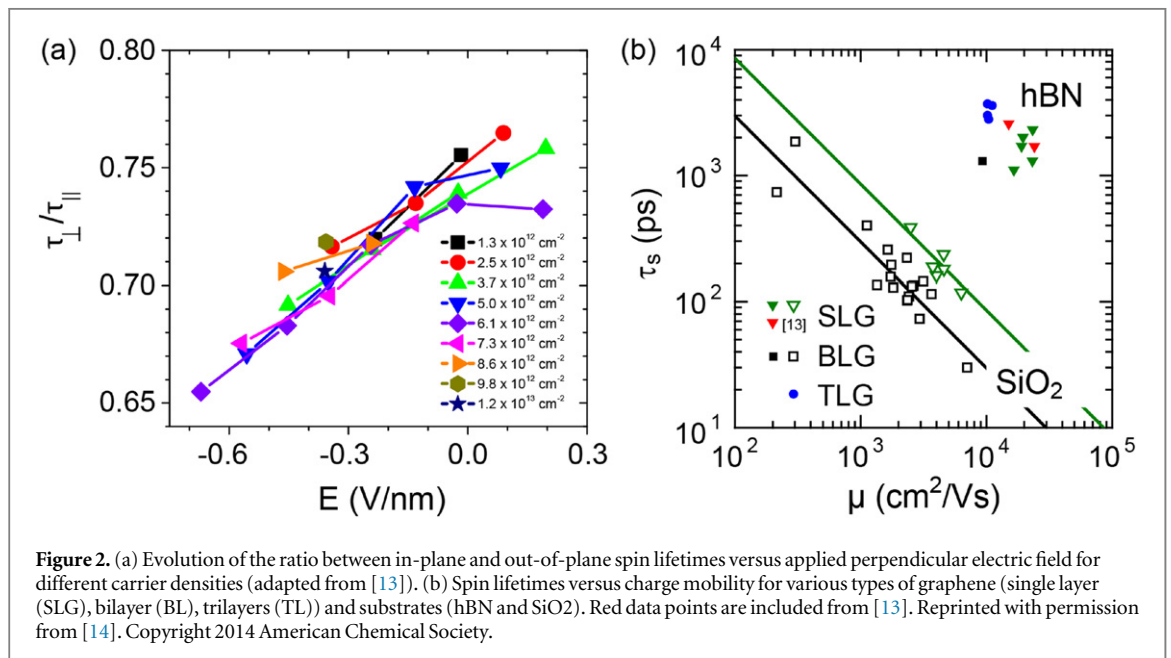 (a)
0.80
0.75
0.70
0.65
τ⊥/τ∥
-0.6
-0.3
0.0
0.3
E (V/nm)
1.3 x 10¹² cm⁻²
2.5 x 10¹² cm⁻²
3.7 x 10¹² cm⁻²
5.0 x 10¹² cm⁻²
6.1 x 10¹² cm⁻²
7.3 x 10¹² cm⁻²
8.6 x 10¹² cm⁻²
9.8 x 10¹² cm⁻²
1.2 x 10¹³ cm⁻²
(b)
10⁴
10³
10²
10¹
τs (ps)
hBN
SLG
[13]
BLG
TLG
SiO₂
10²
10³
10⁴
10⁵
µ (cm²/Vs)
Figure 2. (a) Evolution of the ratio between in-plane and out-of-plane spin lifetimes versus applied perpendicular electric field for
different carrier densities (adapted from [13]). (b) Spin lifetimes versus charge mobility for various types of graphene (single layer
(SLG), bilayer (BL), trilayers (TL)) and substrates (hBN and SiO2). Red data points are included from [13]. Reprinted with permission
from [14]. Copyright 2014 American Chemical Society.